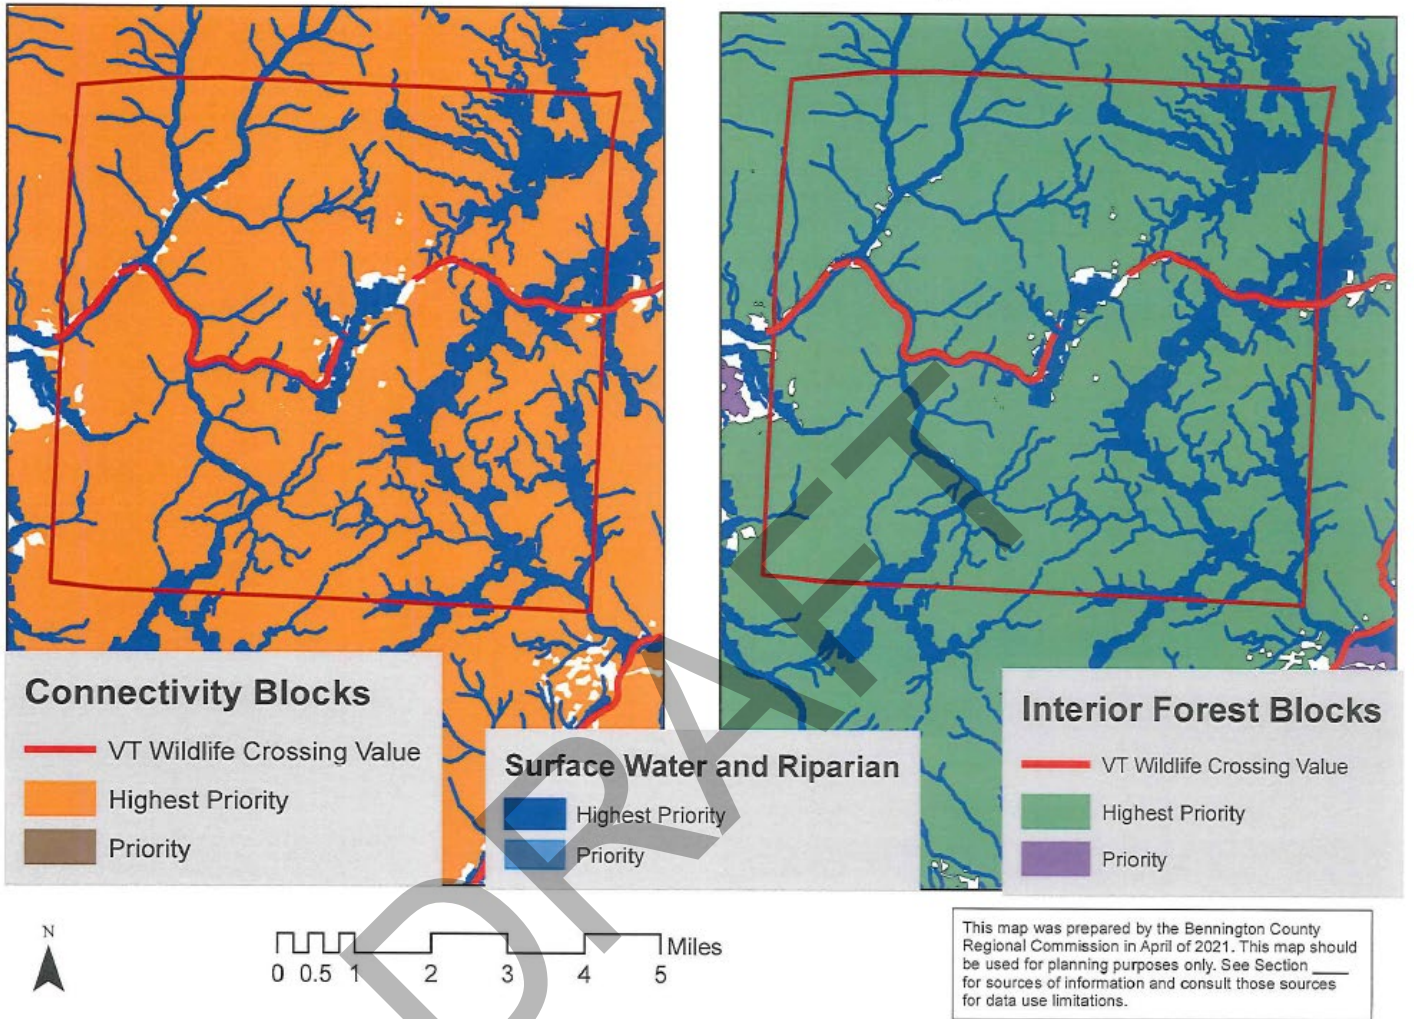 Connectivity Blocks
VT Wildlife Crossing Value
Highest Priority
Priority
Surface Water and Riparian
Highest Priority
Priority
Interior Forest Blocks
VT Wildlife Crossing Value
Highest Priority
Priority
N
0 0.5 1 2 3 4 5 Miles
This map was prepared by the Bennington County
Regional Commission in April of 2021. This map should
be used for planning purposes only. See Section ____
for sources of information and consult those sources
for data use limitations.
DRAFT